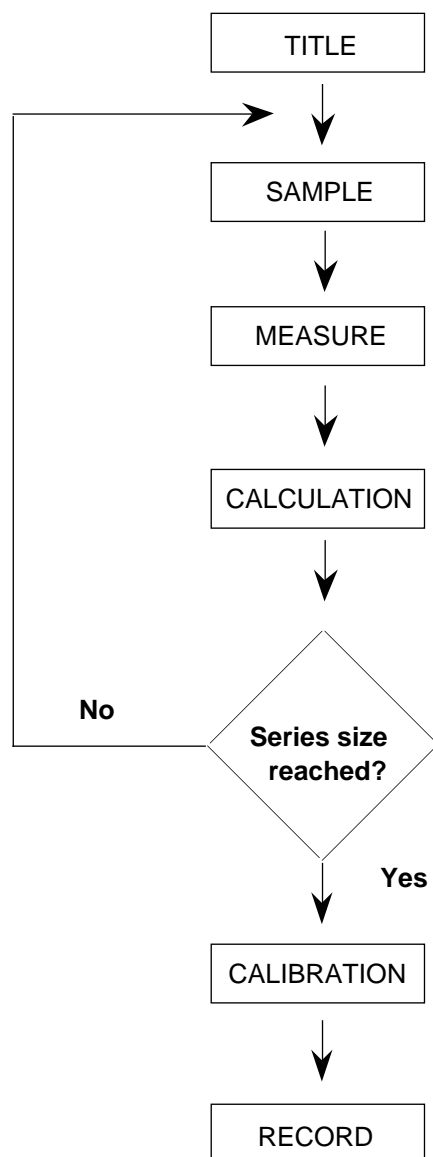 TITLE
SAMPLE
MEASURE
CALCULATION
No
Series size
reached?
Yes
CALIBRATION
RECORD